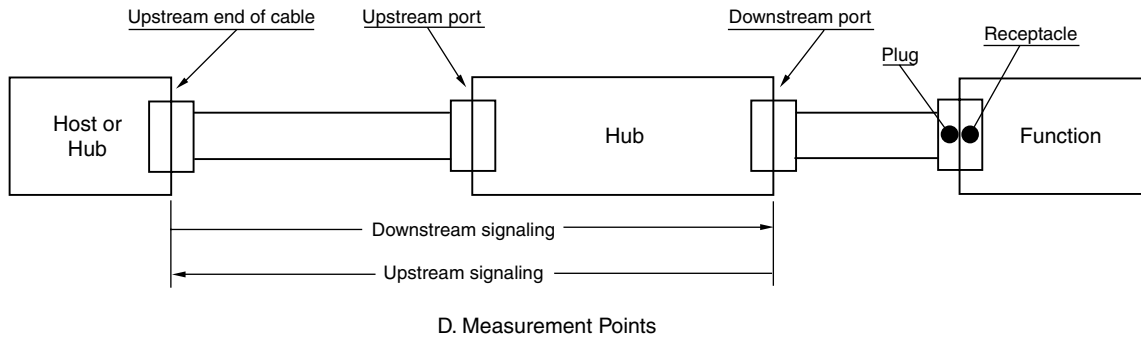 Upstream end of cable
Upstream port
Downstream port
Receptacle
Plug
Host or
Hub
Hub
Function
Downstream signaling
Upstream signaling
D. Measurement Points